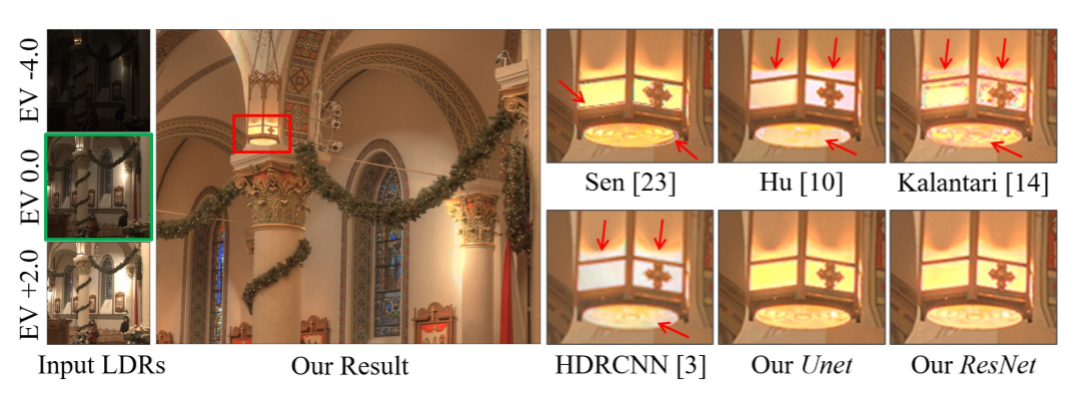 EV -4.0
EV 0.0
EV +2.0
Input LDRs
Our Result
Sen [23]
Hu [10]
Kalantari [14]
HDRCNN [3]
Our Unet
Our ResNet